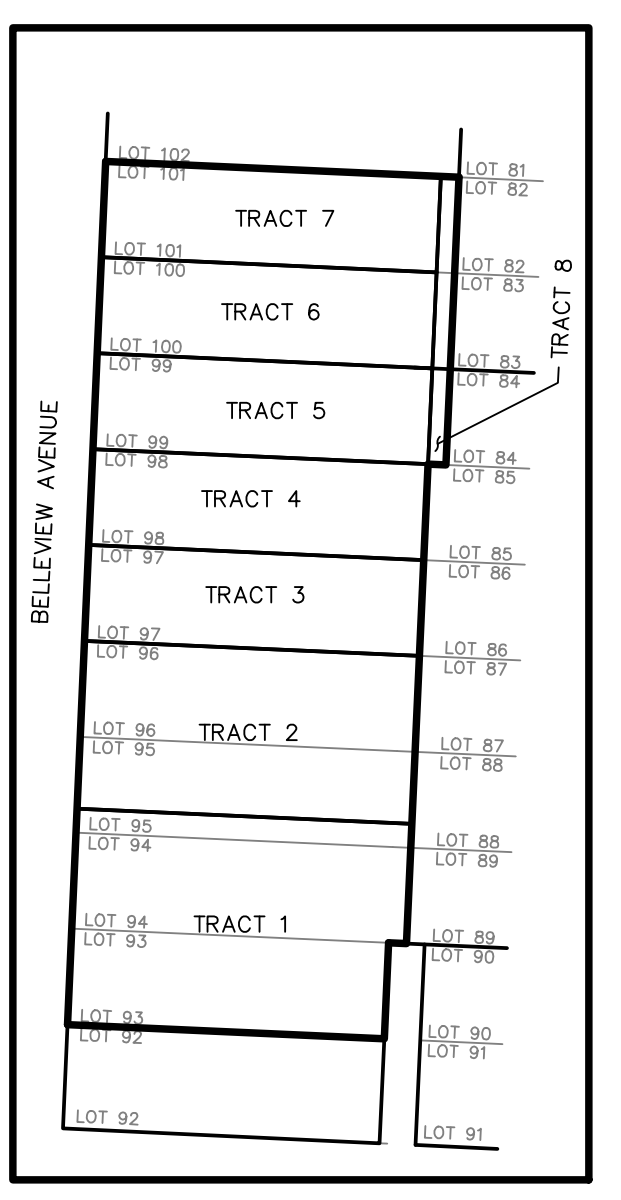 LOT 102
LOT 101
LOT 81
LOT 82
TRACT 7
LOT 101
LOT 100
LOT 82
LOT 83
TRACT 8
TRACT 6
LOT 100
LOT 99
LOT 83
LOT 84
TRACT 5
BELLEVIEW AVENUE
LOT 99
LOT 98
LOT 84
LOT 85
TRACT 4
LOT 98
LOT 97
LOT 85
LOT 86
TRACT 3
LOT 97
LOT 96
LOT 86
LOT 87
TRACT 2
LOT 96
LOT 95
LOT 87
LOT 88
LOT 95
LOT 94
LOT 88
LOT 89
TRACT 1
LOT 94
LOT 93
LOT 89
LOT 90
LOT 93
LOT 92
LOT 90
LOT 91
LOT 92
LOT 91